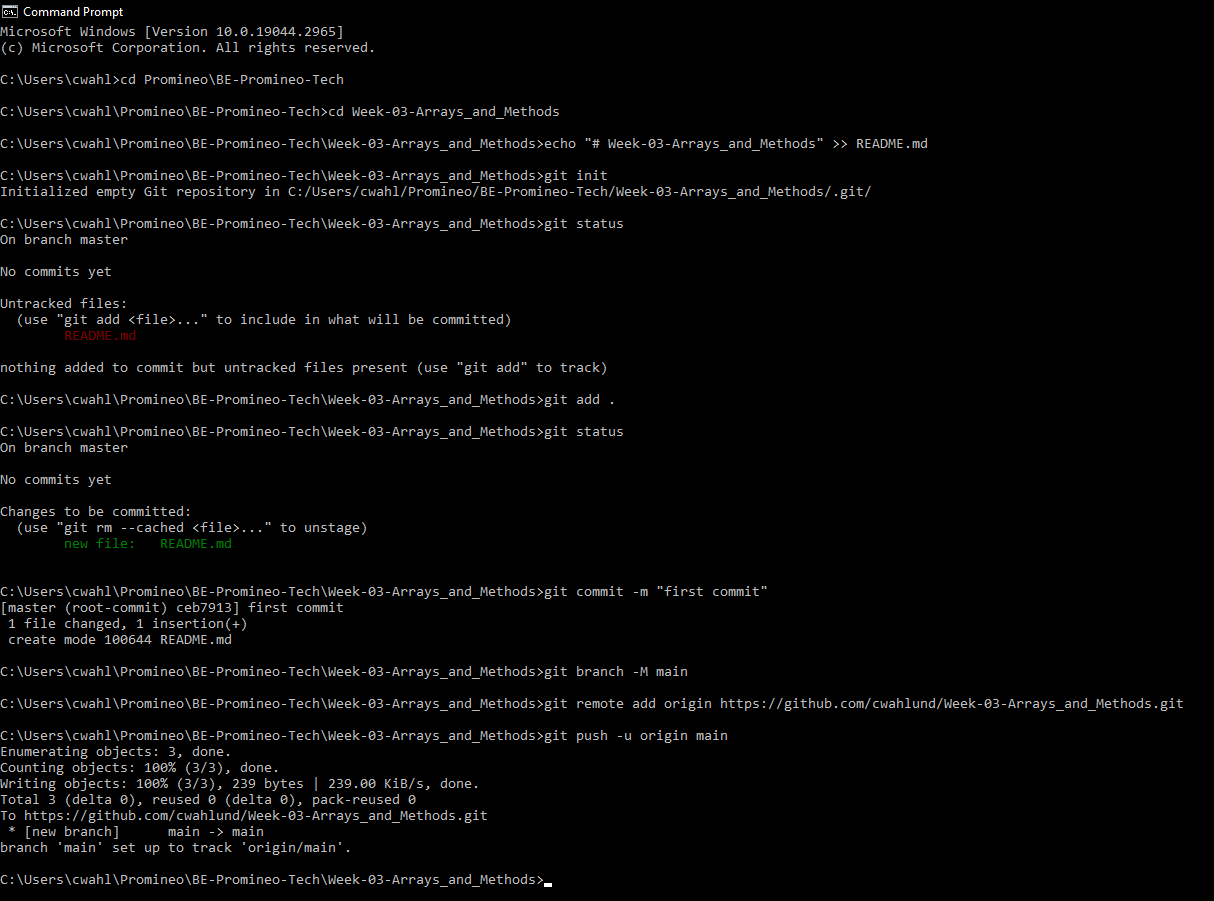 Command Prompt
Microsoft Windows [Version 10.0.19044.2965]
(c) Microsoft Corporation. All rights reserved.
C:\Users\cwahl>cd Promineo\BE-Promineo-Tech
C:\Users\cwahl\Promineo\BE-Promineo-Tech>cd Week-03-Arrays_and_Methods
C:\Users\cwahl\Promineo\BE-Promineo-Tech\Week-03-Arrays_and_Methods>echo "# Week-03-Arrays_and_Methods" >> README.md
C:\Users\cwahl\Promineo\BE-Promineo-Tech\Week-03-Arrays_and_Methods>git init
Initialized empty Git repository in C:/Users/cwahl/Promineo/BE-Promineo-Tech/Week-03-Arrays_and_Methods/.git/
C:\Users\cwahl\Promineo\BE-Promineo-Tech\Week-03-Arrays_and_Methods>git status
On branch master
No commits yet
Untracked files:
  (use "git add <file>..." to include in what will be committed)
        README.md
nothing added to commit but untracked files present (use "git add" to track)
C:\Users\cwahl\Promineo\BE-Promineo-Tech\Week-03-Arrays_and_Methods>git add .
C:\Users\cwahl\Promineo\BE-Promineo-Tech\Week-03-Arrays_and_Methods>git status
On branch master
No commits yet
Changes to be committed:
  (use "git rm --cached <file>..." to unstage)
        new file:   README.md
C:\Users\cwahl\Promineo\BE-Promineo-Tech\Week-03-Arrays_and_Methods>git commit -m "first commit"
[master (root-commit) ceb7913] first commit
 1 file changed, 1 insertion(+)
 create mode 100644 README.md
C:\Users\cwahl\Promineo\BE-Promineo-Tech\Week-03-Arrays_and_Methods>git branch -M main
C:\Users\cwahl\Promineo\BE-Promineo-Tech\Week-03-Arrays_and_Methods>git remote add origin https://github.com/cwahlund/Week-03-Arrays_and_Methods.git
C:\Users\cwahl\Promineo\BE-Promineo-Tech\Week-03-Arrays_and_Methods>git push -u origin main
Enumerating objects: 3, done.
Counting objects: 100% (3/3), done.
Writing objects: 100% (3/3), 239 bytes | 239.00 KiB/s, done.
Total 3 (delta 0), reused 0 (delta 0), pack-reused 0
To https://github.com/cwahlund/Week-03-Arrays_and_Methods.git
 * [new branch]      main -> main
branch 'main' set up to track 'origin/main'.
C:\Users\cwahl\Promineo\BE-Promineo-Tech\Week-03-Arrays_and_Methods>